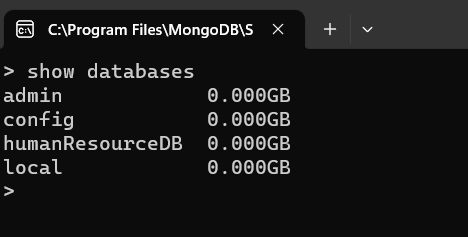 C:\Program Files\MongoDB\S
> show databases
admin            0.000GB
config           0.000GB
humanResourceDB  0.000GB
local            0.000GB
>